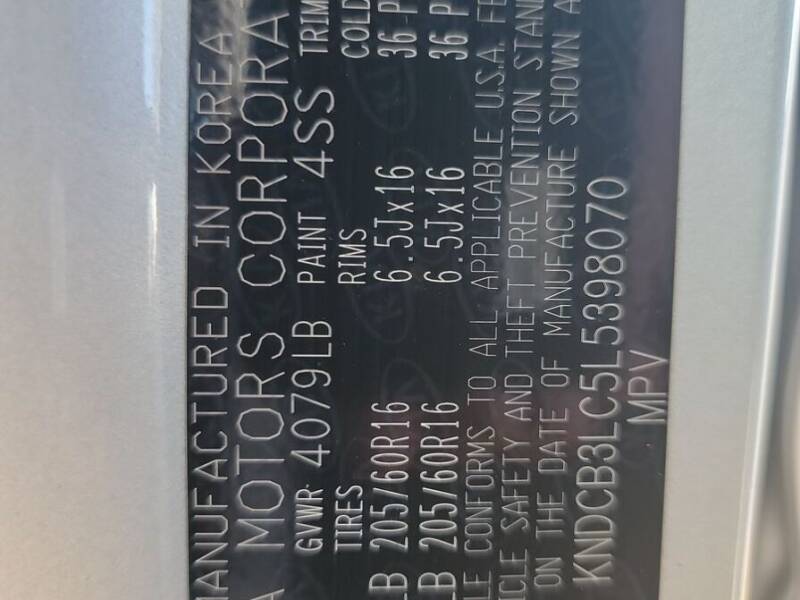 MANUFACTURED IN KOREA
A MOTORS CORPORAT
GVWR 4079LB PAINT 4SS TRIM
TIRES RIMS COLD
LB 205/60R16 6.5Jx16 36 P
LB 205/60R16 6.5Jx16 36 P
LE CONFORMS TO ALL APPLICABLE U.S.A. FE
ICLE SAFETY AND THEFT PREVENTION STAN
ON THE DATE OF MANUFACTURE SHOWN A
KNDCB3LC5L5398070
MPV